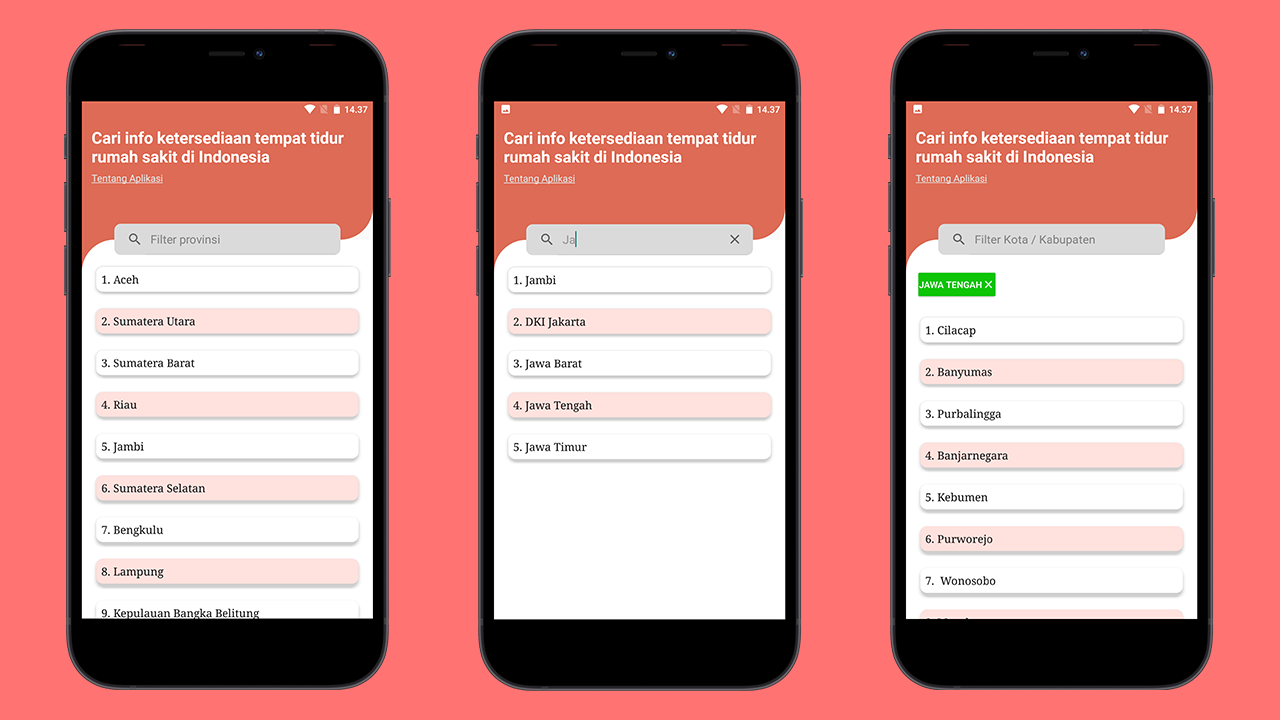 14.37
Cari info ketersediaan tempat tidur
rumah sakit di Indonesia
Tentang Aplikasi
Filter provinsi
1. Aceh
2. Sumatera Utara
3. Sumatera Barat
4. Riau
5. Jambi
6. Sumatera Selatan
7. Bengkulu
8. Lampung
9. Kepulauan Bangka Belitung
14.37
Cari info ketersediaan tempat tidur
rumah sakit di Indonesia
Tentang Aplikasi
Ja
1. Jambi
2. DKI Jakarta
3. Jawa Barat
4. Jawa Tengah
5. Jawa Timur
14.37
Cari info ketersediaan tempat tidur
rumah sakit di Indonesia
Tentang Aplikasi
Filter Kota / Kabupaten
JAWA TENGAH
1. Cilacap
2. Banyumas
3. Purbalingga
4. Banjarnegara
5. Kebumen
6. Purworejo
7. Wonosobo